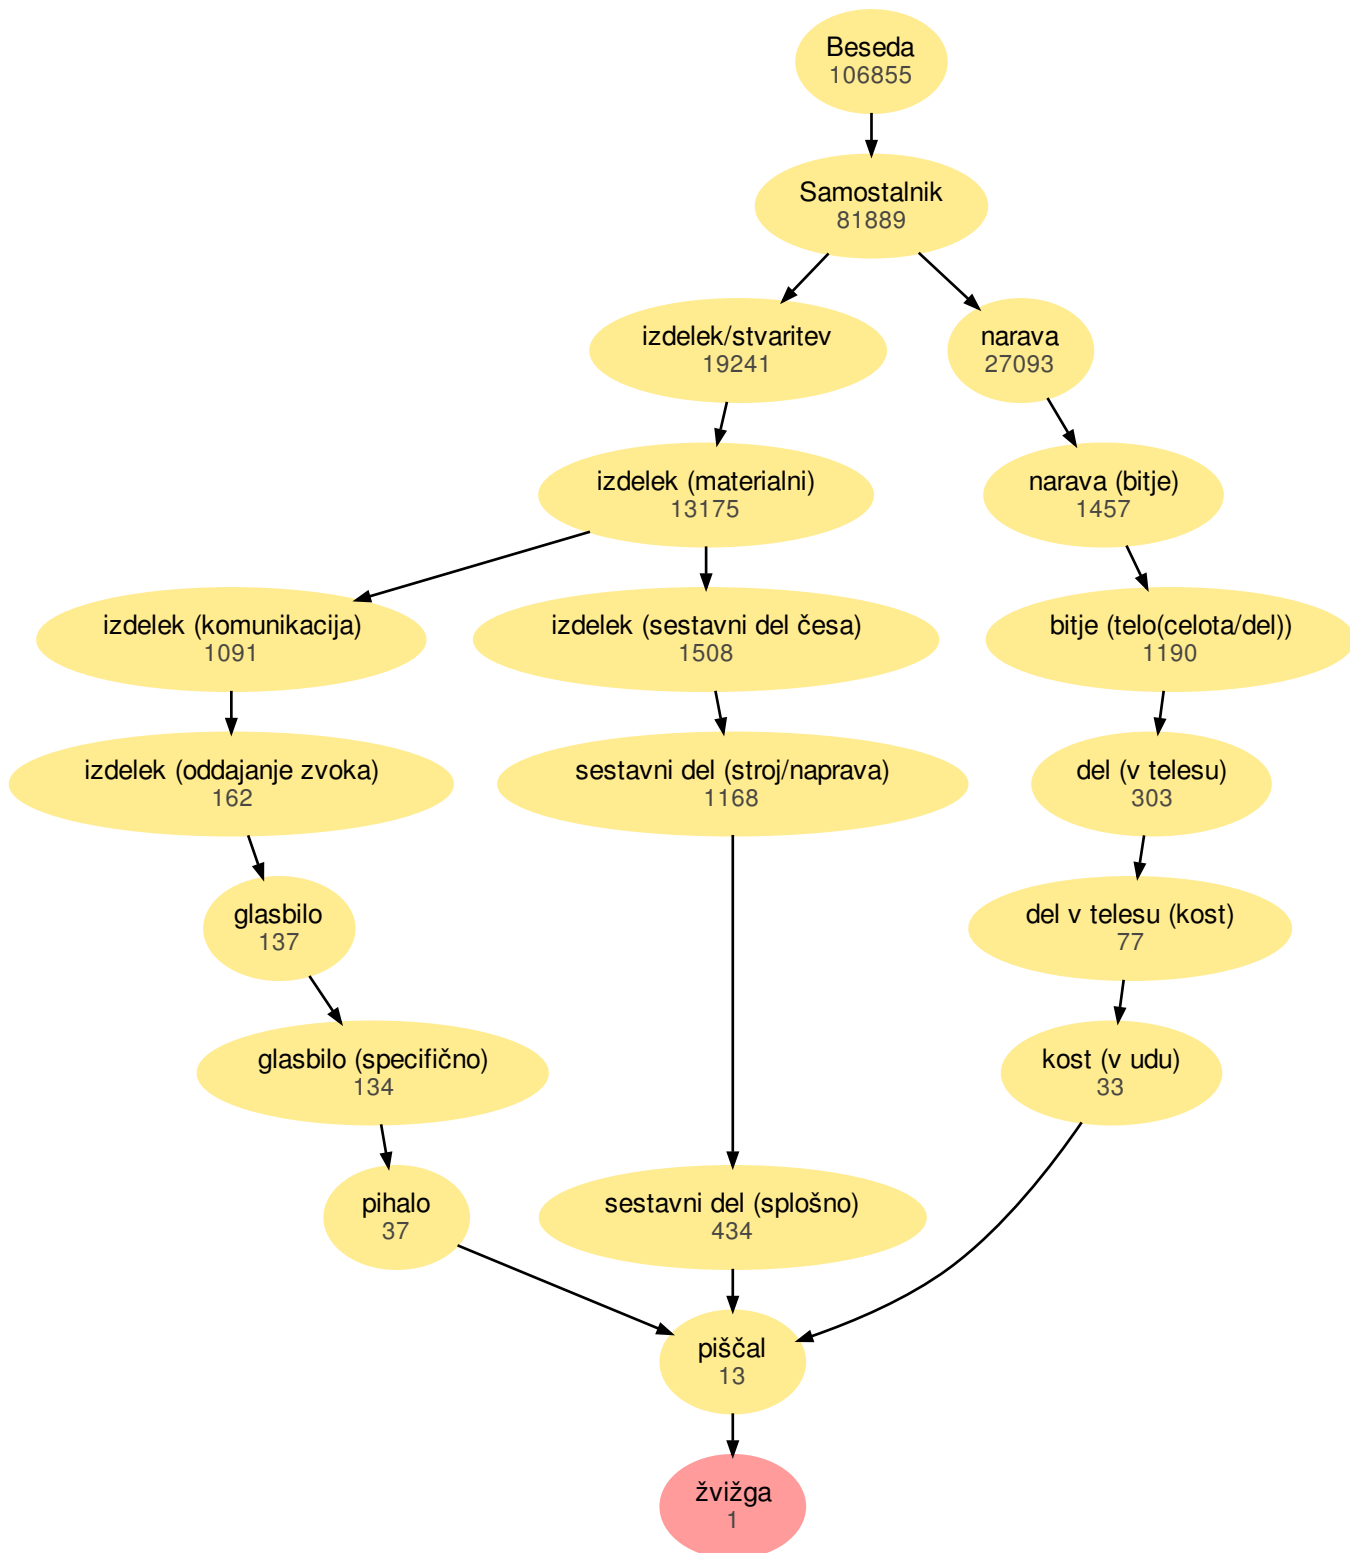 Beseda
106855
Samostalnik
81889
izdelek/stvaritev
19241
narava
27093
izdelek (materialni)
13175
narava (bitje)
1457
izdelek (komunikacija)
1091
izdelek (sestavni del česa)
1508
bitje (telo(celota/del))
1190
izdelek (oddajanje zvoka)
162
sestavni del (stroj/naprava)
1168
del (v telesu)
303
glasbilo
137
del v telesu (kost)
77
glasbilo (specifično)
134
kost (v udu)
33
pihalo
37
sestavni del (splošno)
434
piščal
13
žvižga
1